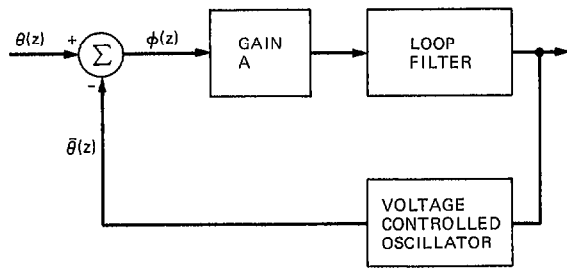 θ(z)
+
Σ
−
ϕ(z)
GAIN
A
LOOP
FILTER
θ̄(z)
VOLTAGE
CONTROLLED
OSCILLATOR